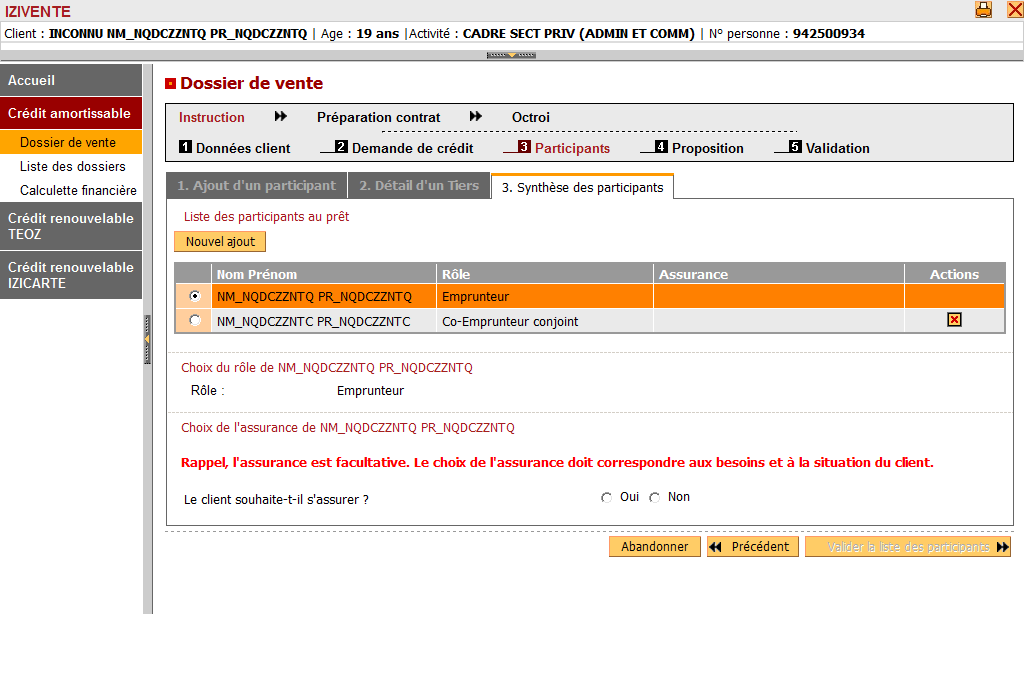 IZIVENTE
Client : INCONNU NM_NQDCZZNTQ PR_NQDCZZNTQ | Age : 19 ans |Activité : CADRE SECT PRIV (ADMIN ET COMM) | N° personne : 942500934
Accueil
Crédit amortissable
Dossier de vente
Liste des dossiers
Calculette financière
Crédit renouvelable
TEOZ
Crédit renouvelable
IZICARTE
Dossier de vente
Instruction Préparation contrat Octroi
1 Données client 2 Demande de crédit 3 Participants 4 Proposition 5 Validation
1. Ajout d'un participant 2. Détail d'un Tiers 3. Synthèse des participants
Liste des participants au prêt
Nouvel ajout
Nom Prénom Rôle Assurance Actions
NM_NQDCZZNTQ PR_NQDCZZNTQ Emprunteur
NM_NQDCZZNTC PR_NQDCZZNTC Co-Emprunteur conjoint
Choix du rôle de NM_NQDCZZNTQ PR_NQDCZZNTQ
Rôle : Emprunteur
Choix de l'assurance de NM_NQDCZZNTQ PR_NQDCZZNTQ
Rappel, l'assurance est facultative. Le choix de l'assurance doit correspondre aux besoins et à la situation du client.
Le client souhaite-t-il s'assurer ? Oui Non
Abandonner Précédent Valider la liste des participants